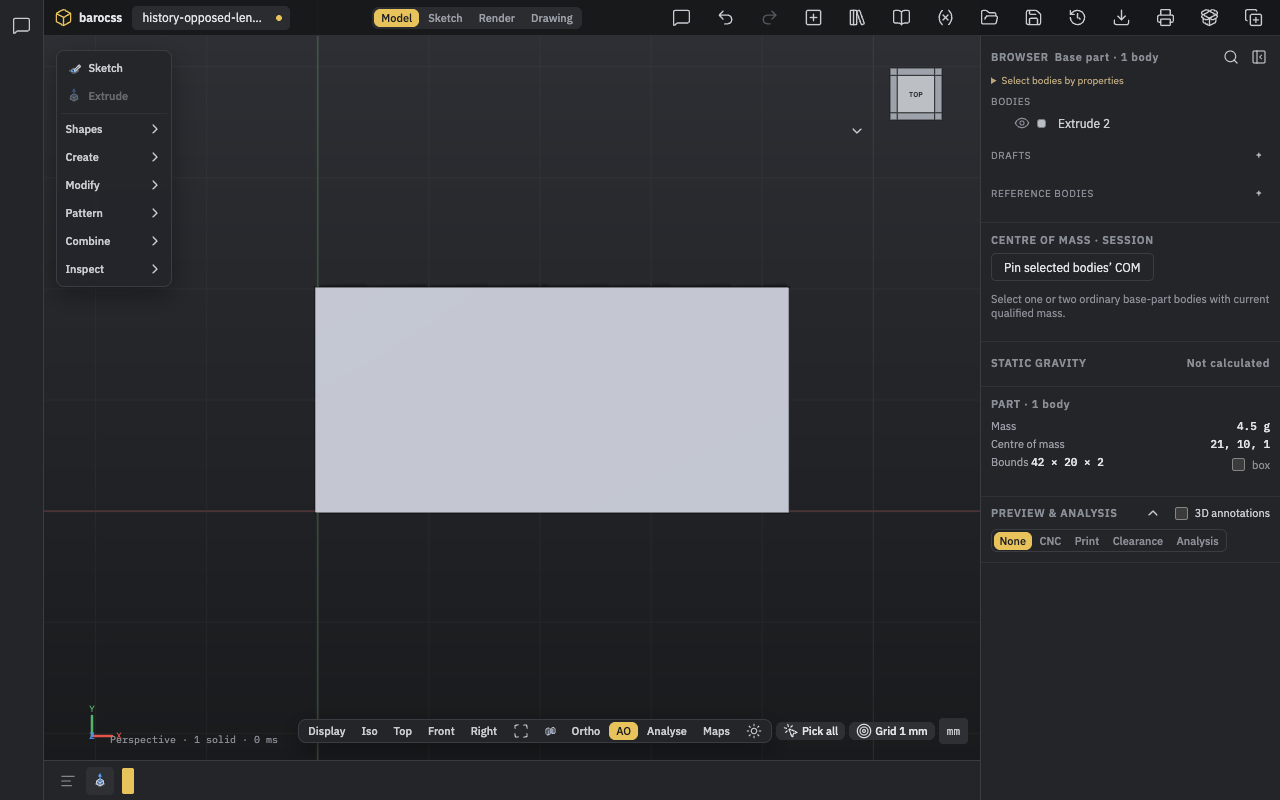 barocss
history-opposed-len...
Model Sketch Render Drawing
Sketch
Extrude
Shapes
Create
Modify
Pattern
Combine
Inspect
TOP
BROWSER Base part · 1 body
Select bodies by properties
BODIES
Extrude 2
DRAFTS +
REFERENCE BODIES +
CENTRE OF MASS · SESSION
Pin selected bodies’ COM
Select one or two ordinary base-part bodies with current
qualified mass.
STATIC GRAVITY Not calculated
PART · 1 body
Mass 4.5 g
Centre of mass 21, 10, 1
Bounds 42 × 20 × 2 box
PREVIEW & ANALYSIS 3D annotations
None CNC Print Clearance Analysis
Y
X
Perspective · 1 solid · 0 ms
Display Iso Top Front Right Ortho AO Analyse Maps Pick all Grid 1 mm mm